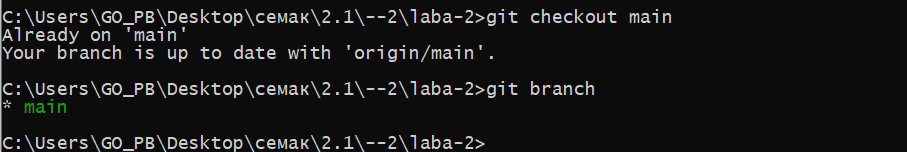 C:\Users\GO_PB\Desktop\семак\2.1\--2\laba-2>git checkout main
Already on 'main'
Your branch is up to date with 'origin/main'.
C:\Users\GO_PB\Desktop\семак\2.1\--2\laba-2>git branch
* main
C:\Users\GO_PB\Desktop\семак\2.1\--2\laba-2>